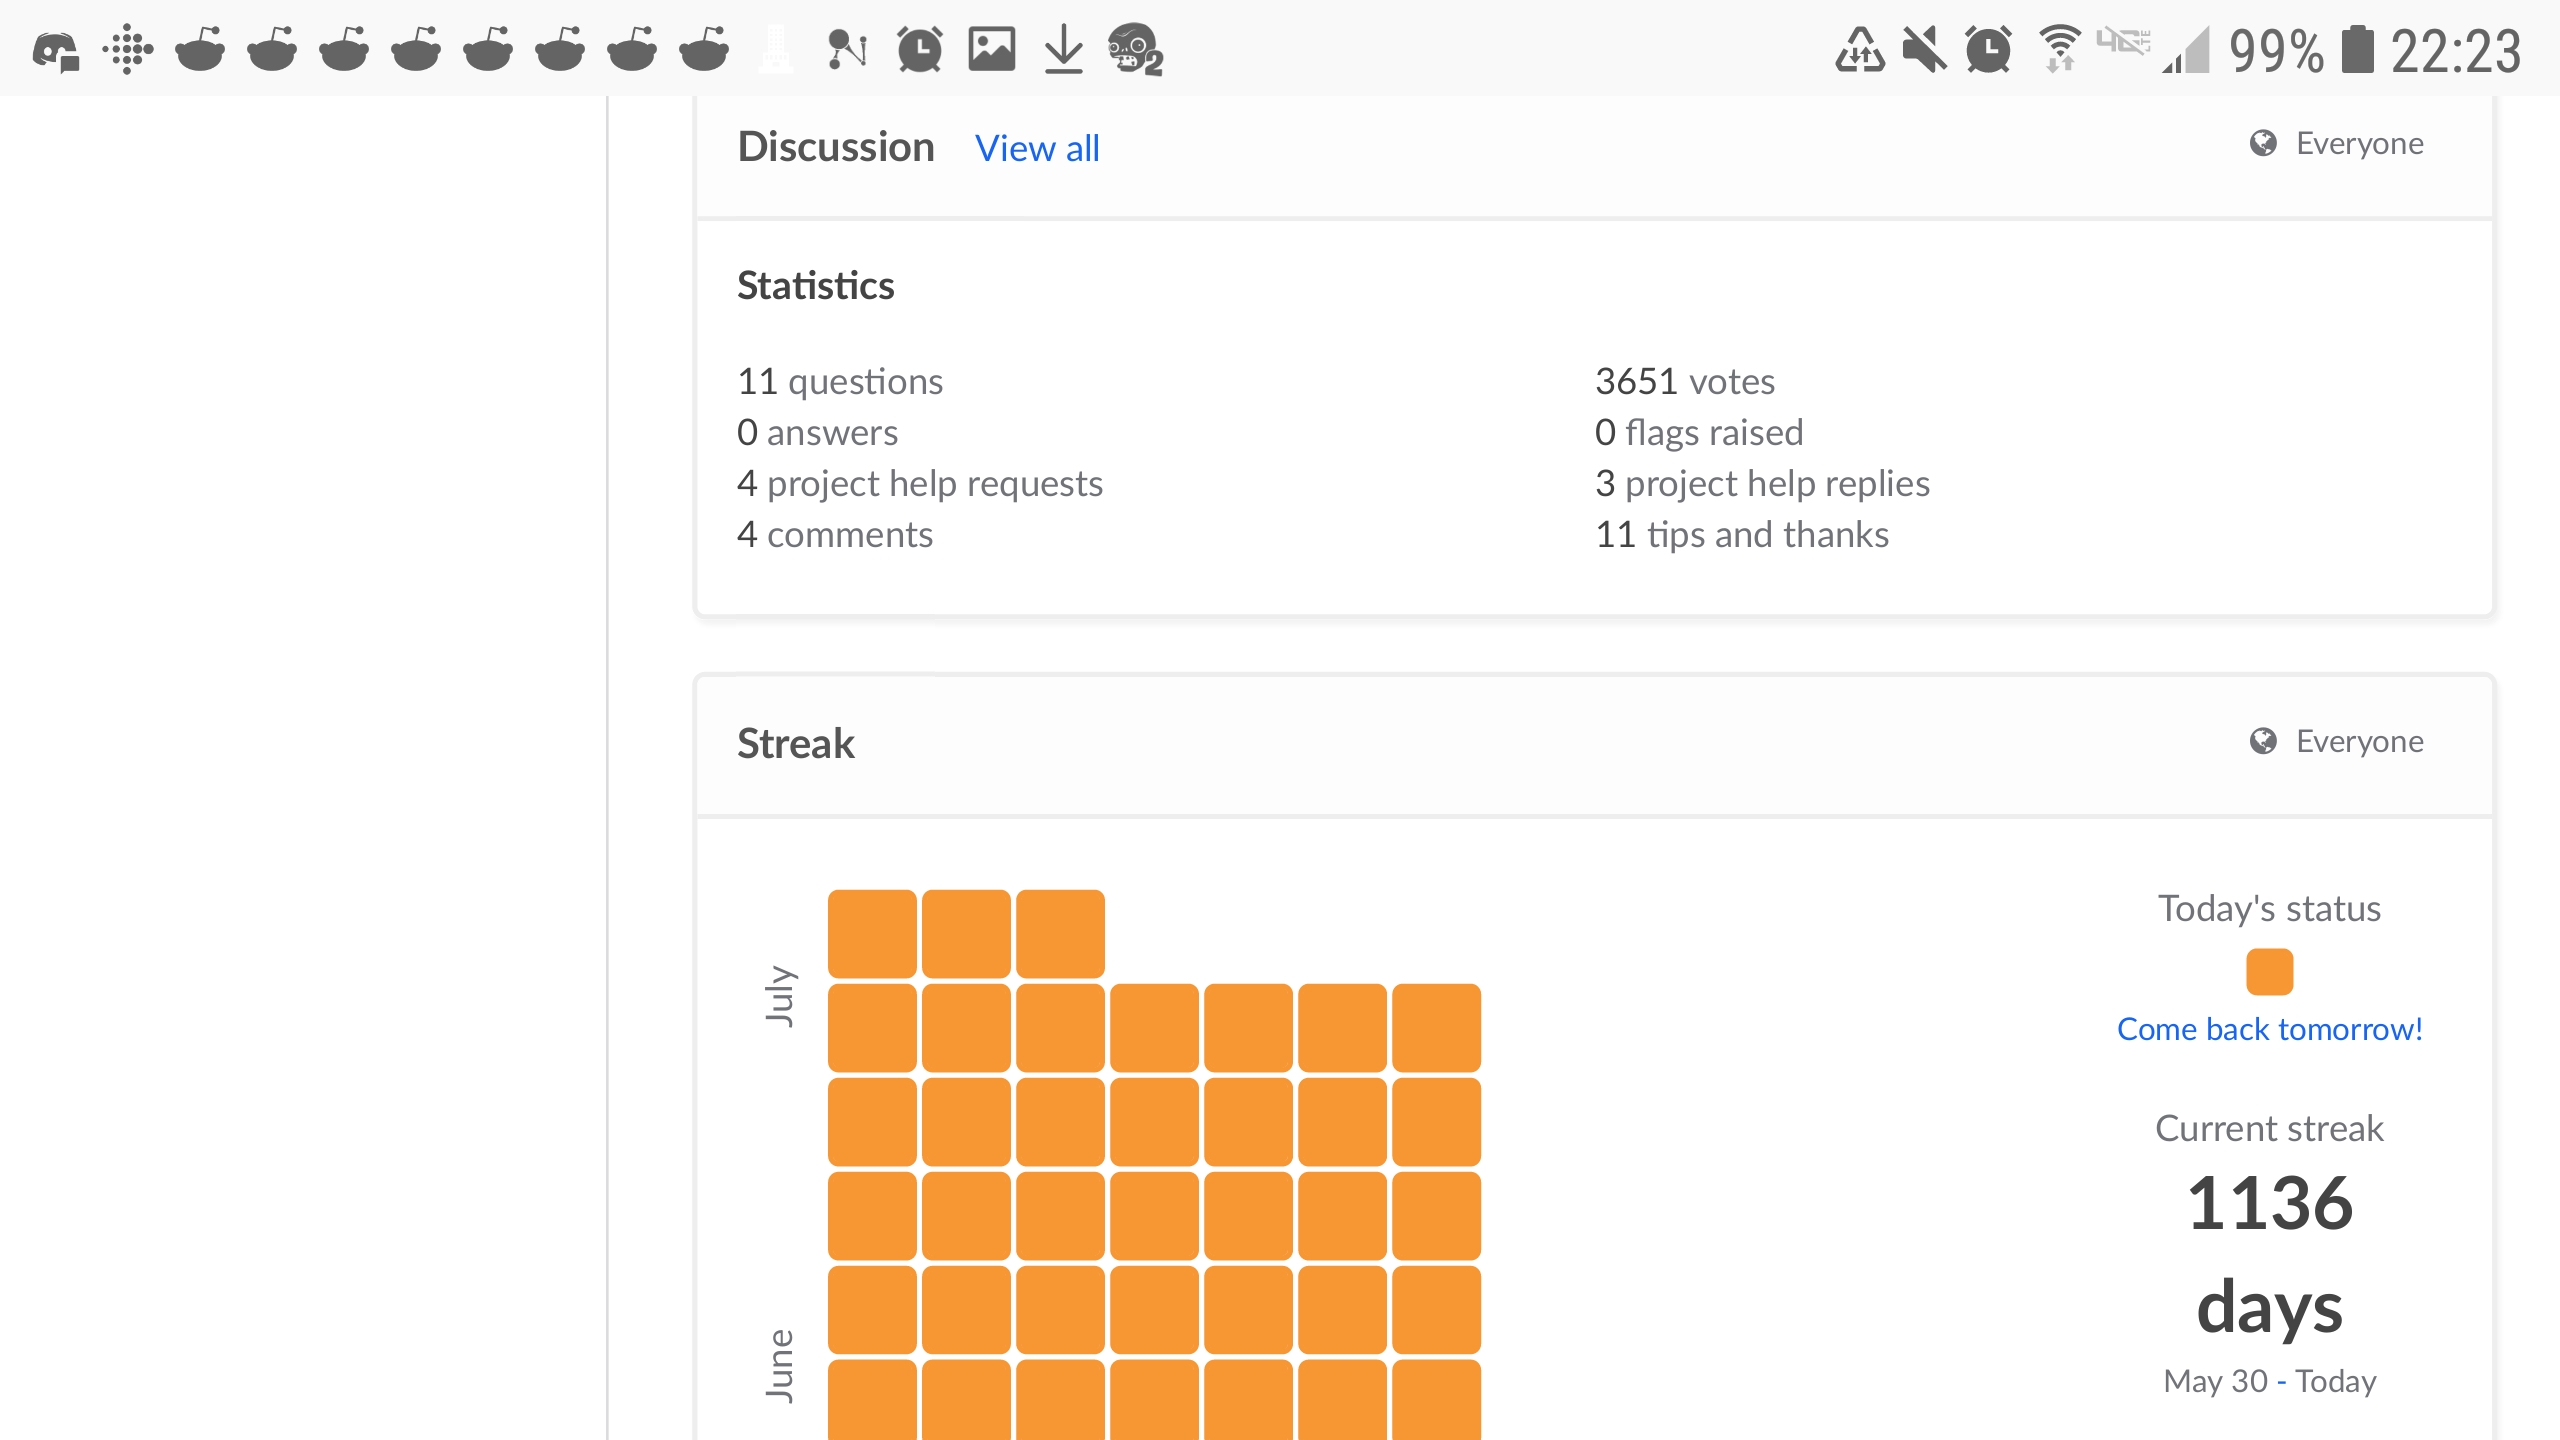 99% 22:23
Discussion View all Everyone
Statistics
11 questions 3651 votes
0 answers 0 flags raised
4 project help requests 3 project help replies
4 comments 11 tips and thanks
Streak Everyone
July
June
Today's status
Come back tomorrow!
Current streak
1136
days
May 30 - Today